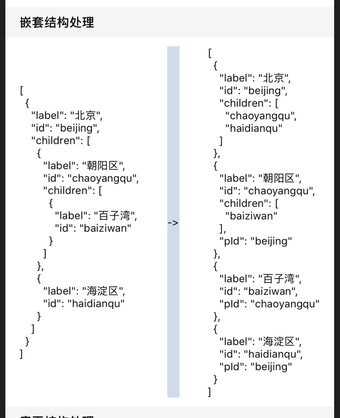 嵌套结构处理
[
  {
    "label": "北京",
    "id": "beijing",
    "children": [
      {
        "label": "朝阳区",
        "id": "chaoyangqu",
        "children": [
          {
            "label": "百子湾",
            "id": "baiziwan"
          }
        ]
      },
      {
        "label": "海淀区",
        "id": "haidianqu"
      }
    ]
  }
]
->
[
  {
    "label": "北京",
    "id": "beijing",
    "children": [
      "chaoyangqu",
      "haidianqu"
    ]
  },
  {
    "label": "朝阳区",
    "id": "chaoyangqu",
    "children": [
      "baiziwan"
    ],
    "pId": "beijing"
  },
  {
    "label": "百子湾",
    "id": "baiziwan",
    "pId": "chaoyangqu"
  },
  {
    "label": "海淀区",
    "id": "haidianqu",
    "pId": "beijing"
  }
]